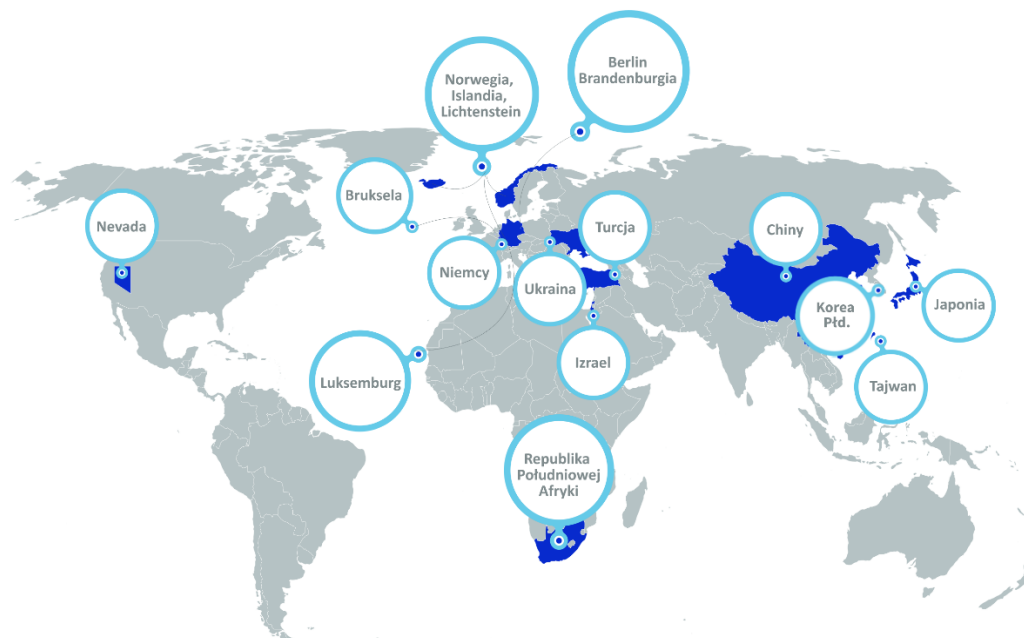 Norwegia,
Islandia,
Lichtenstein
Berlin
Brandenburgia
Bruksela
Nevada
Turcja
Chiny
Niemcy
Ukraina
Korea
Płd.
Japonia
Luksemburg
Izrael
Tajwan
Republika
Południowej
Afryki